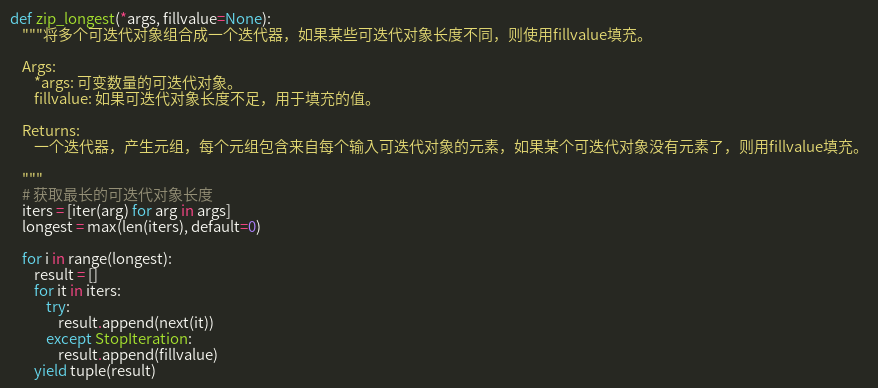 def zip_longest(*args, fillvalue=None):
    """将多个可迭代对象组合成一个迭代器，如果某些可迭代对象长度不同，则使用fillvalue填充。

    Args:
        *args: 可变数量的可迭代对象。
        fillvalue: 如果可迭代对象长度不足，用于填充的值。

    Returns:
        一个迭代器，产生元组，每个元组包含来自每个输入可迭代对象的元素，如果某个可迭代对象没有元素了，则用fillvalue填充。

    """
    # 获取最长的可迭代对象长度
    iters = [iter(arg) for arg in args]
    longest = max(len(iters), default=0)

    for i in range(longest):
        result = []
        for it in iters:
            try:
                result.append(next(it))
            except StopIteration:
                result.append(fillvalue)
        yield tuple(result)